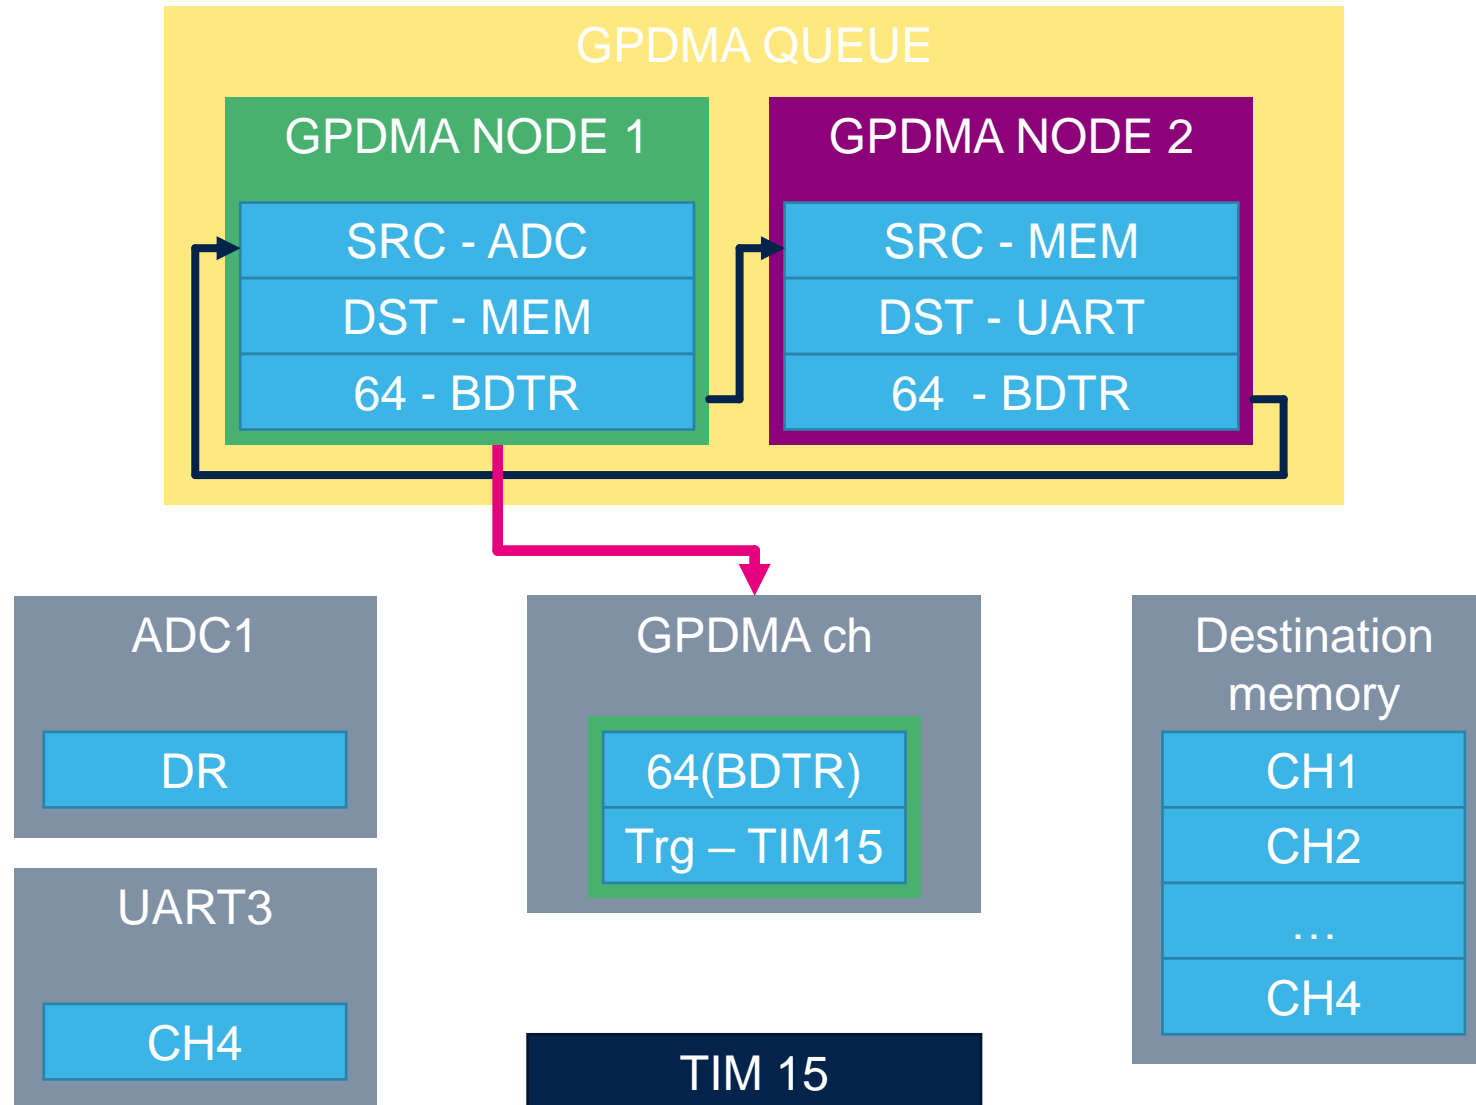 GPDMA QUEUE
GPDMA NODE 1
SRC - ADC
DST - MEM
64 - BDTR
GPDMA NODE 2
SRC - MEM
DST - UART
64 - BDTR
ADC1
DR
UART3
CH4
GPDMA ch
64(BDTR)
Trg – TIM15
TIM 15
Destination
memory
CH1
CH2
...
CH4